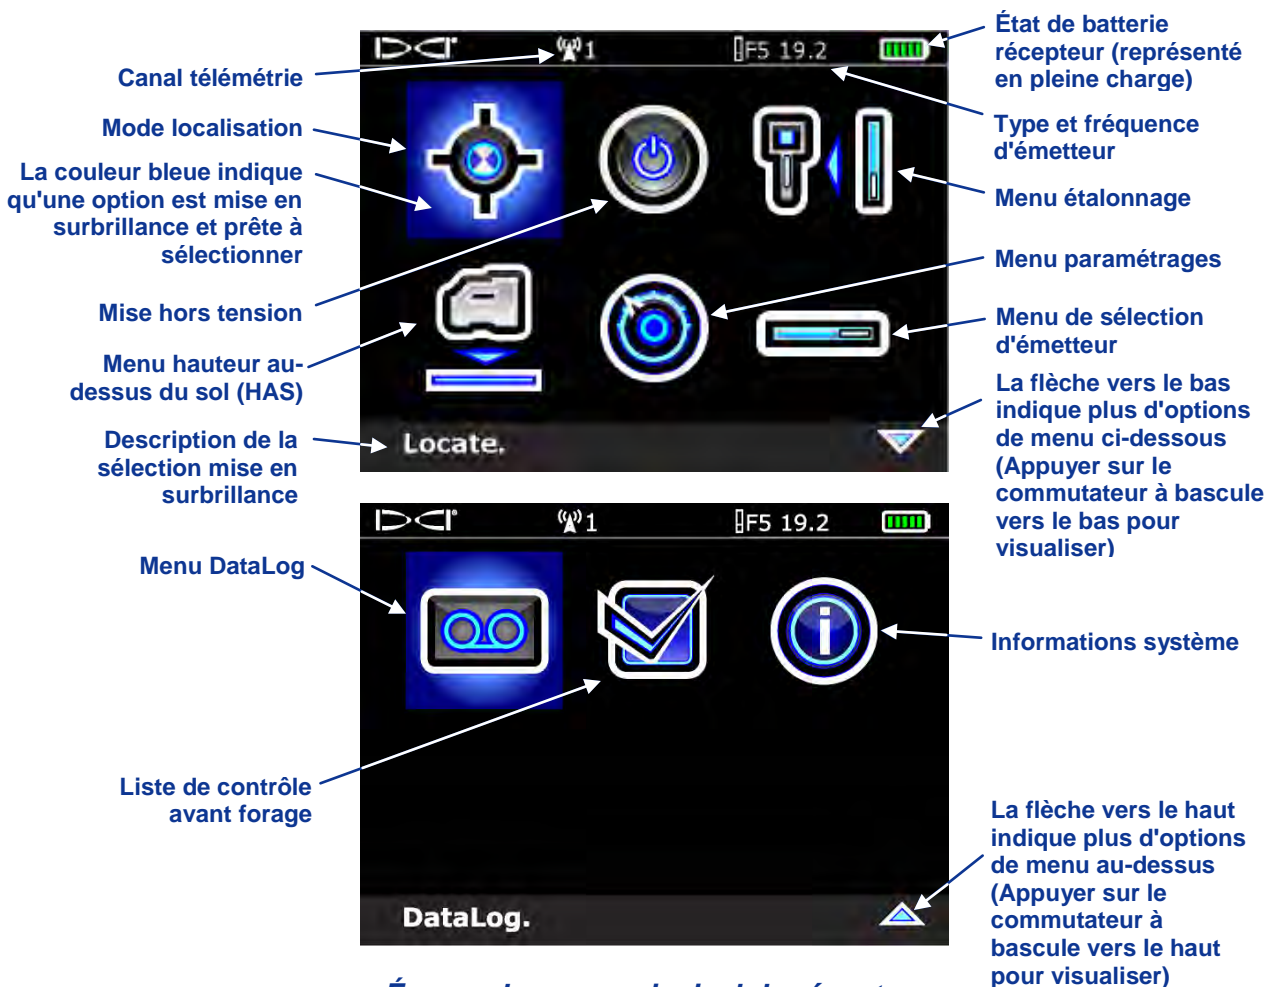 État de batterie
récepteur (représenté
en pleine charge)
DCI
1
F5 19.2
Canal télémétrie
Mode localisation
Type et fréquence
d'émetteur
La couleur bleue indique
qu'une option est mise en
surbrillance et prête à
sélectionner
Menu étalonnage
Menu paramétrages
Mise hors tension
Menu de sélection
d'émetteur
Menu hauteur au-
dessus du sol (HAS)
La flèche vers le bas
indique plus d'options
de menu ci-dessous
(Appuyer sur le
commutateur à bascule
vers le bas pour
visualiser)
Description de la
sélection mise en
surbrillance
Locate.
DCI
1
F5 19.2
Menu DataLog
Informations système
Liste de contrôle
avant forage
La flèche vers le haut
indique plus d'options
de menu au-dessus
(Appuyer sur le
commutateur à
bascule vers le haut
pour visualiser)
DataLog.